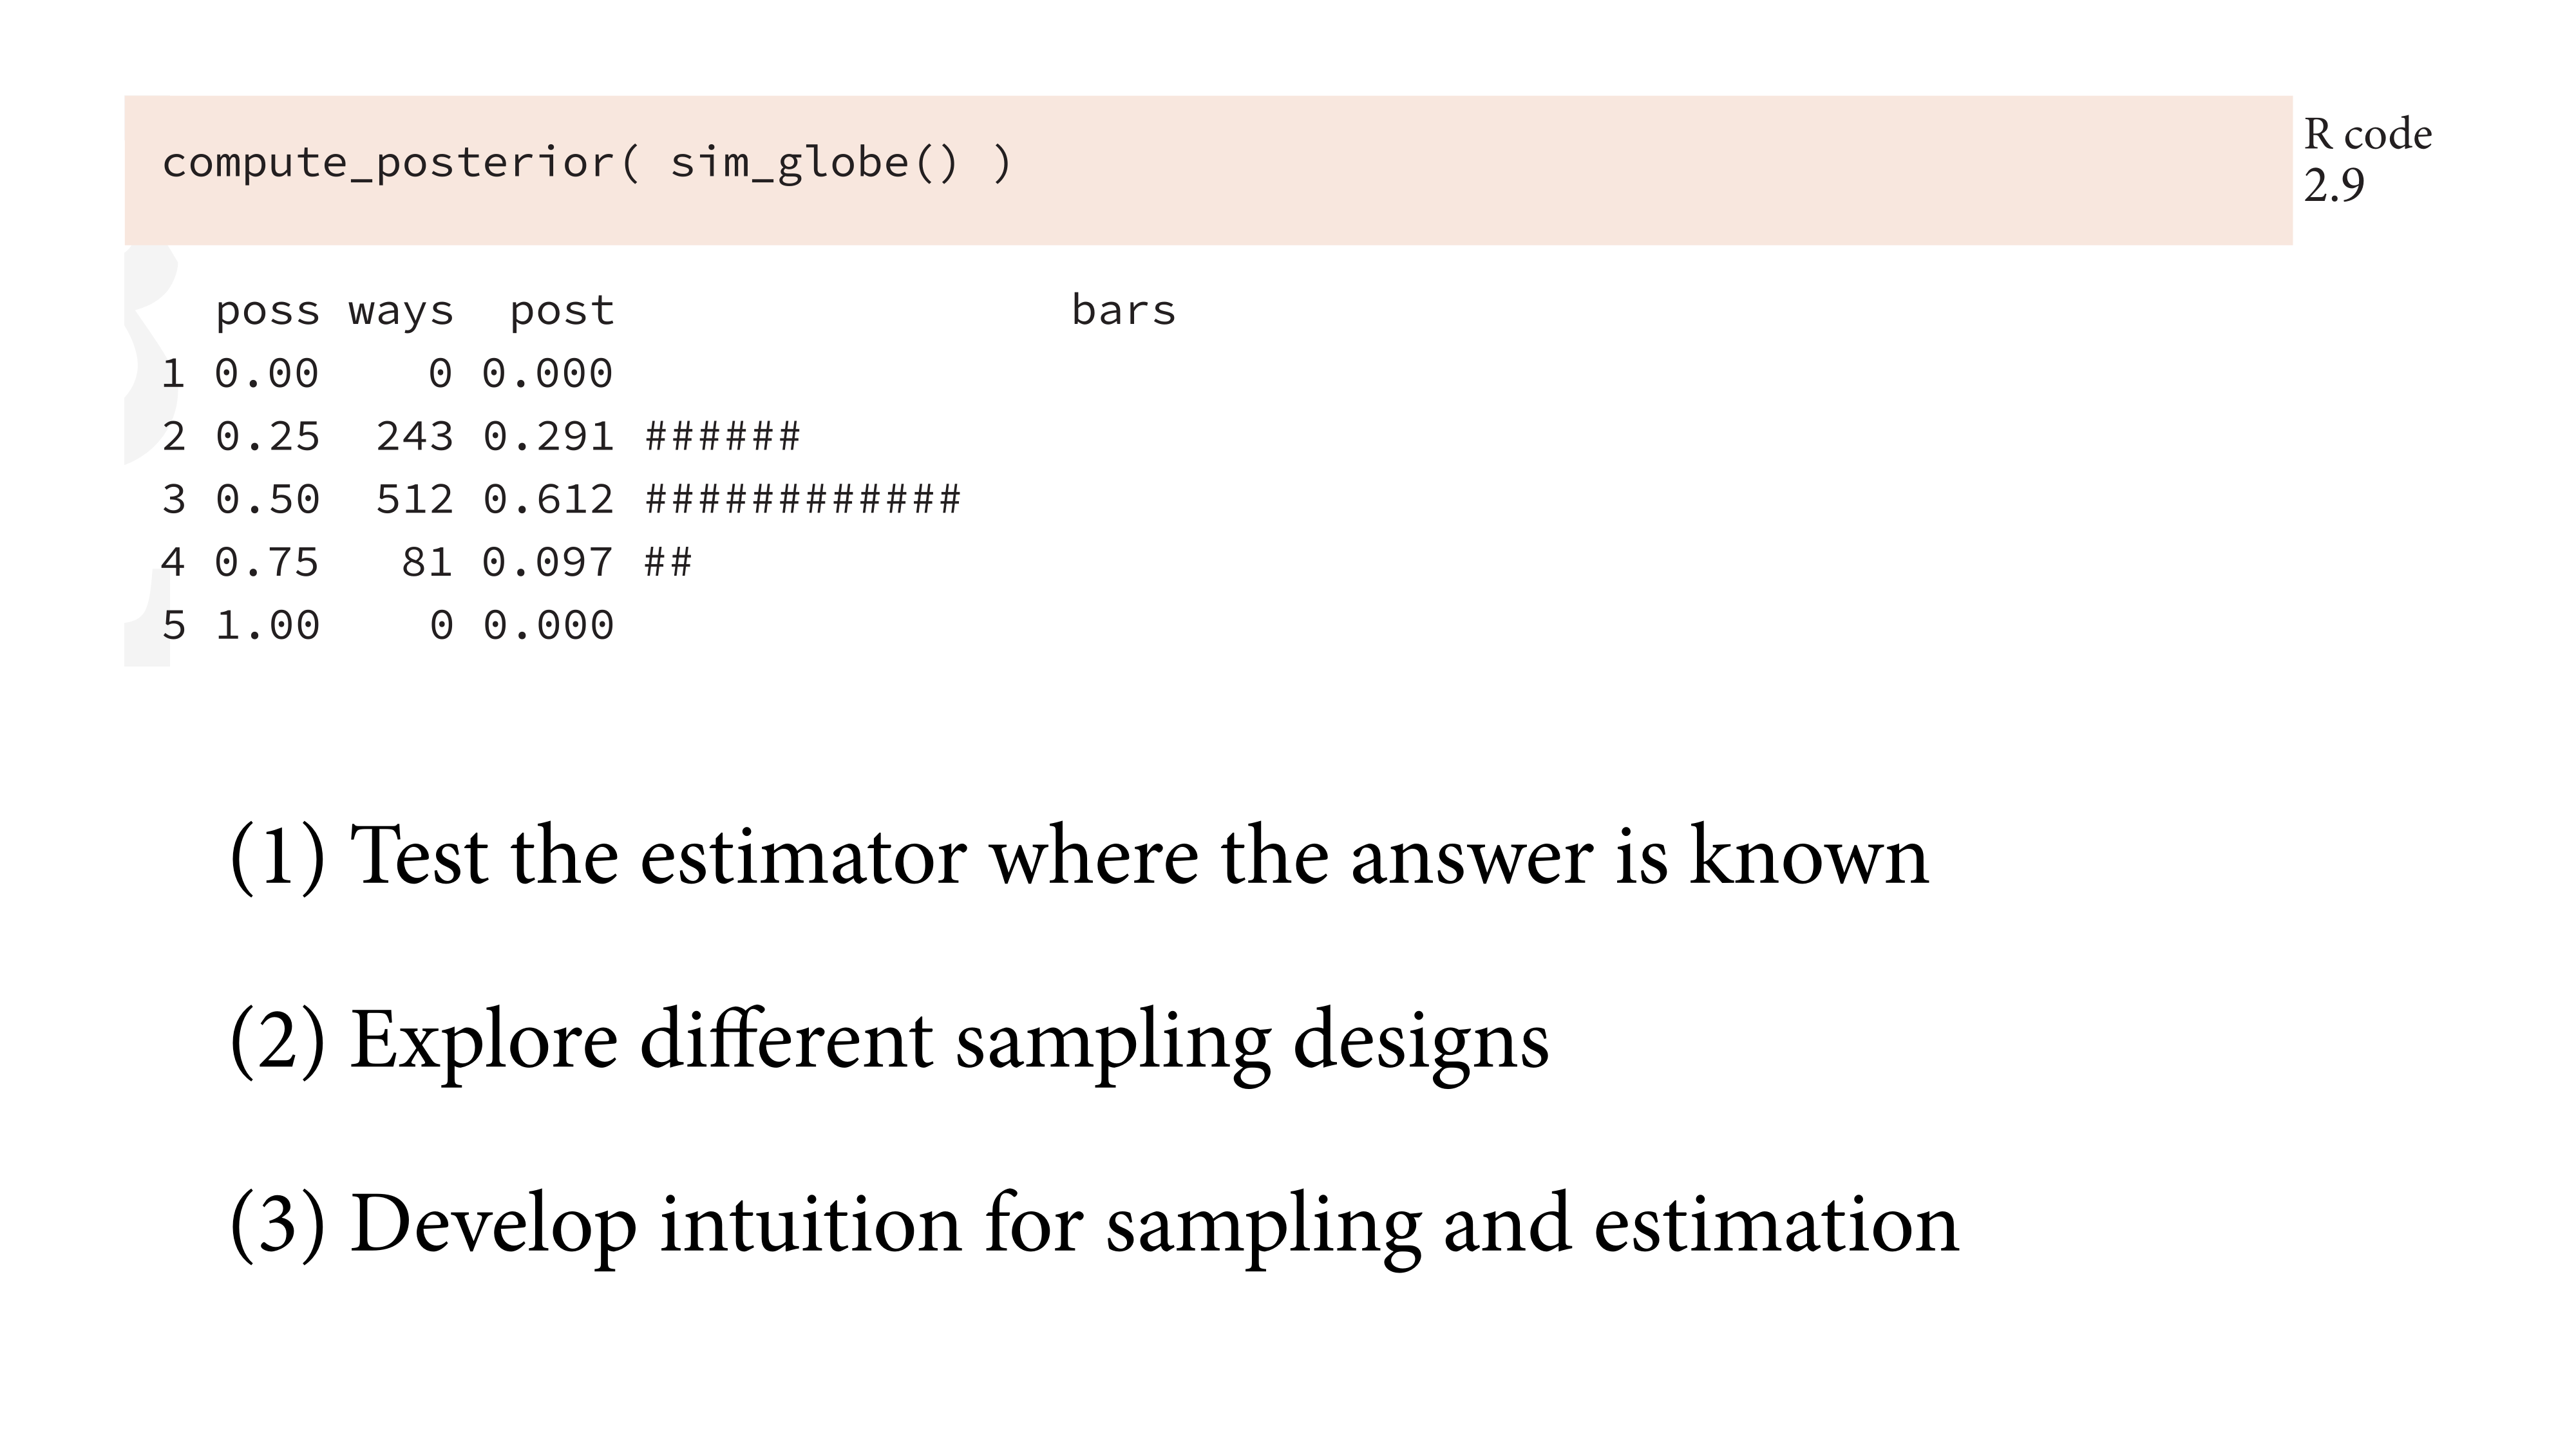 compute_posterior( sim_globe() )
R code
2.9
poss ways post bars
1 0.00 0 0.000
2 0.25 243 0.291 ######
3 0.50 512 0.612 ############
4 0.75 81 0.097 ##
5 1.00 0 0.000
(1) Test the estimator where the answer is known
(2) Explore different sampling designs
(3) Develop intuition for sampling and estimation